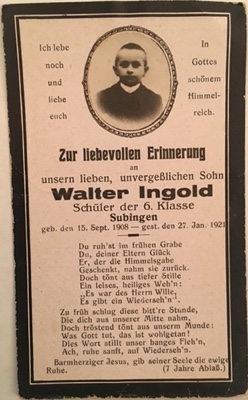 Ich lebe
noch
und
liebe
euch
In
Gottes
schönem
Himmel-
reich.
Zur liebevollen Erinnerung
an
unsern lieben, unvergeßlichen Sohn
Walter Ingold
Schüler der 6. Klasse
Subingen
geb. den 15. Sept. 1908 — gest. den 27. Jan. 1921
Du ruh'st im frühen Grabe
Du, deiner Eltern Glück
Er, der die Himmelsgabe
Geschenkt, nahm sie zurück.
Doch tönt aus tiefer Stille
Ein leises, heiliges Weh'n:
„Es war des Herrn Wille,
Es gibt ein Wiederseh'n“.
Zu früh schlug diese bitt're Stunde,
Die dich aus unsrer Mitte nahm,
Doch tröstend tönt aus unserm Munde:
Was Gott tut, das ist wohlgetan!
Dies Wort stillt unser banges Fleh'n,
Ach, ruhe sanft, auf Wiederseh'n.
Barmherziger Jesus, gib seiner Seele die ewige
Ruhe. (7 Jahre Ablaß.)